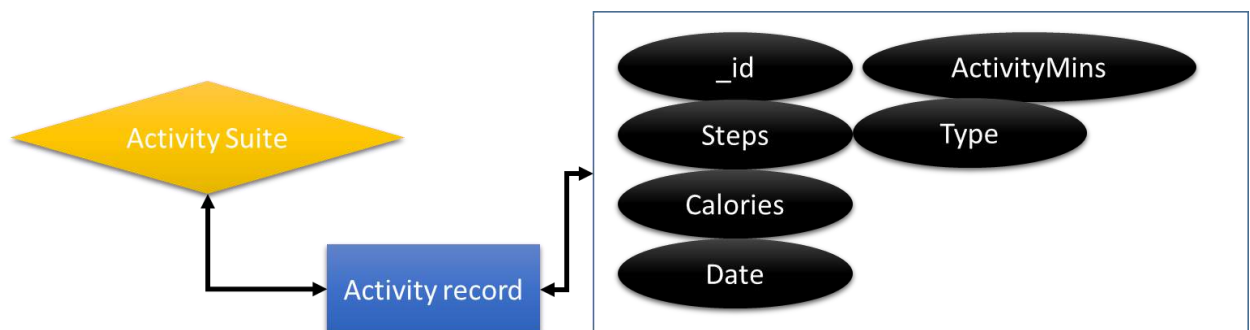 _id
ActivityMins
Activity Suite
Steps
Type
Calories
Activity record
Date